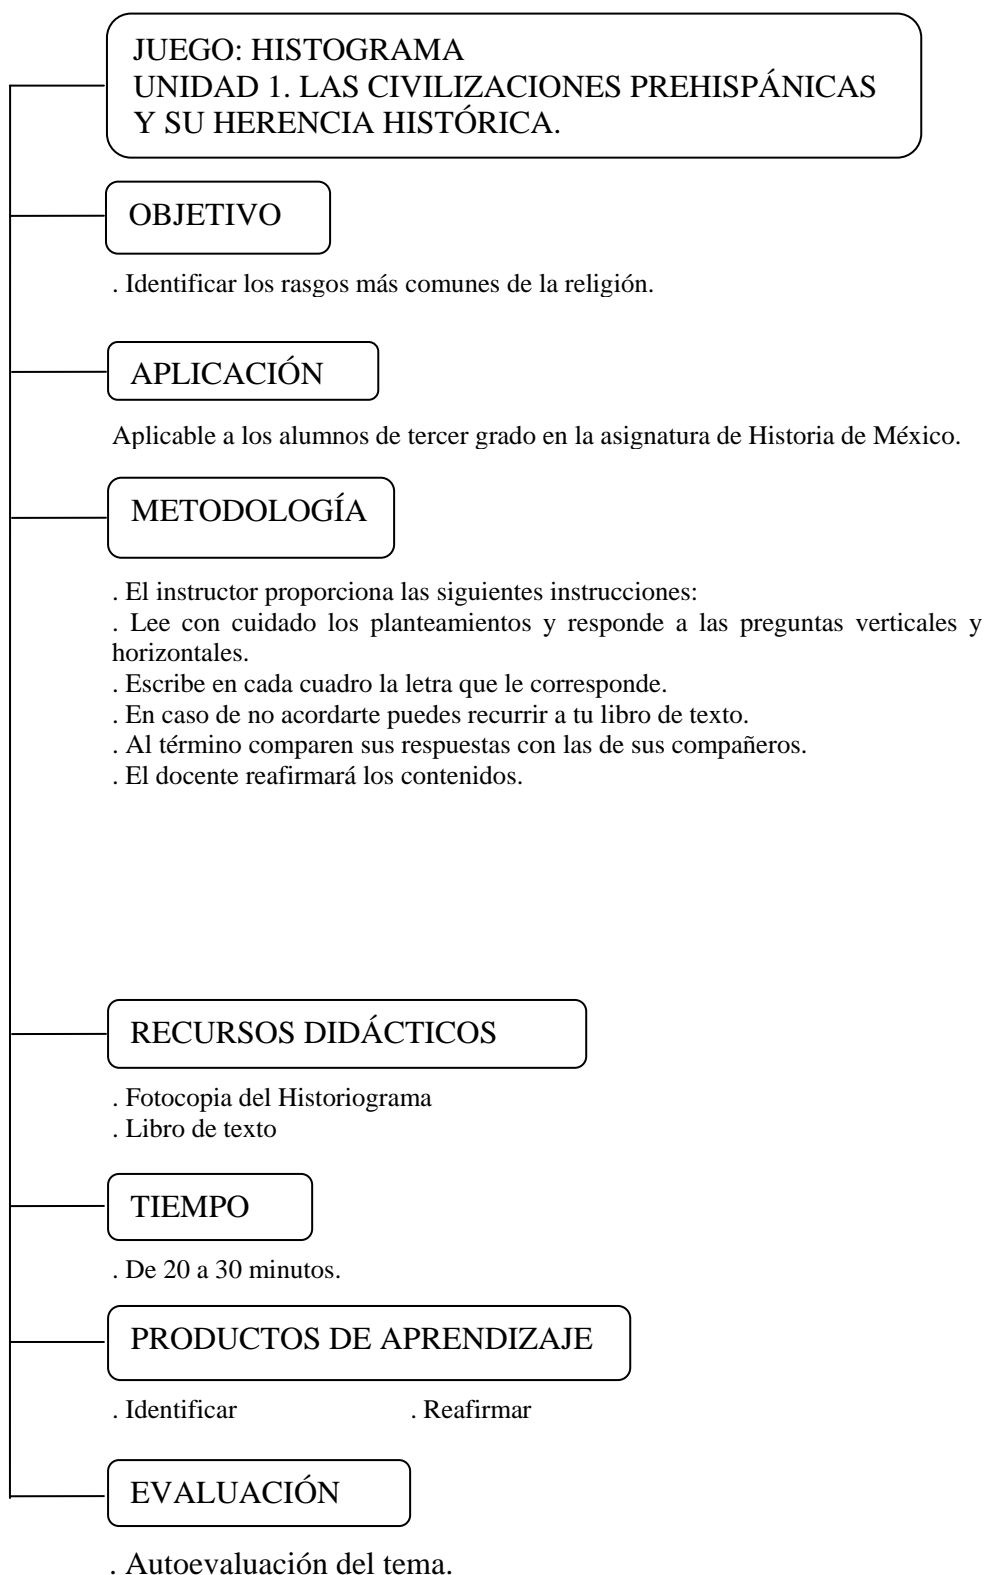 JUEGO: HISTOGRAMA
UNIDAD 1. LAS CIVILIZACIONES PREHISPÁNICAS
Y SU HERENCIA HISTÓRICA.
OBJETIVO
. Identificar los rasgos más comunes de la religión.
APLICACIÓN
Aplicable a los alumnos de tercer grado en la asignatura de Historia de México.
METODOLOGÍA
. El instructor proporciona las siguientes instrucciones:
. Lee con cuidado los planteamientos y responde a las preguntas verticales y
horizontales.
. Escribe en cada cuadro la letra que le corresponde.
. En caso de no acordarte puedes recurrir a tu libro de texto.
. Al término comparen sus respuestas con las de sus compañeros.
. El docente reafirmará los contenidos.
RECURSOS DIDÁCTICOS
. Fotocopia del Historiograma
. Libro de texto
TIEMPO
. De 20 a 30 minutos.
PRODUCTOS DE APRENDIZAJE
. Identificar . Reafirmar
EVALUACIÓN
. Autoevaluación del tema.